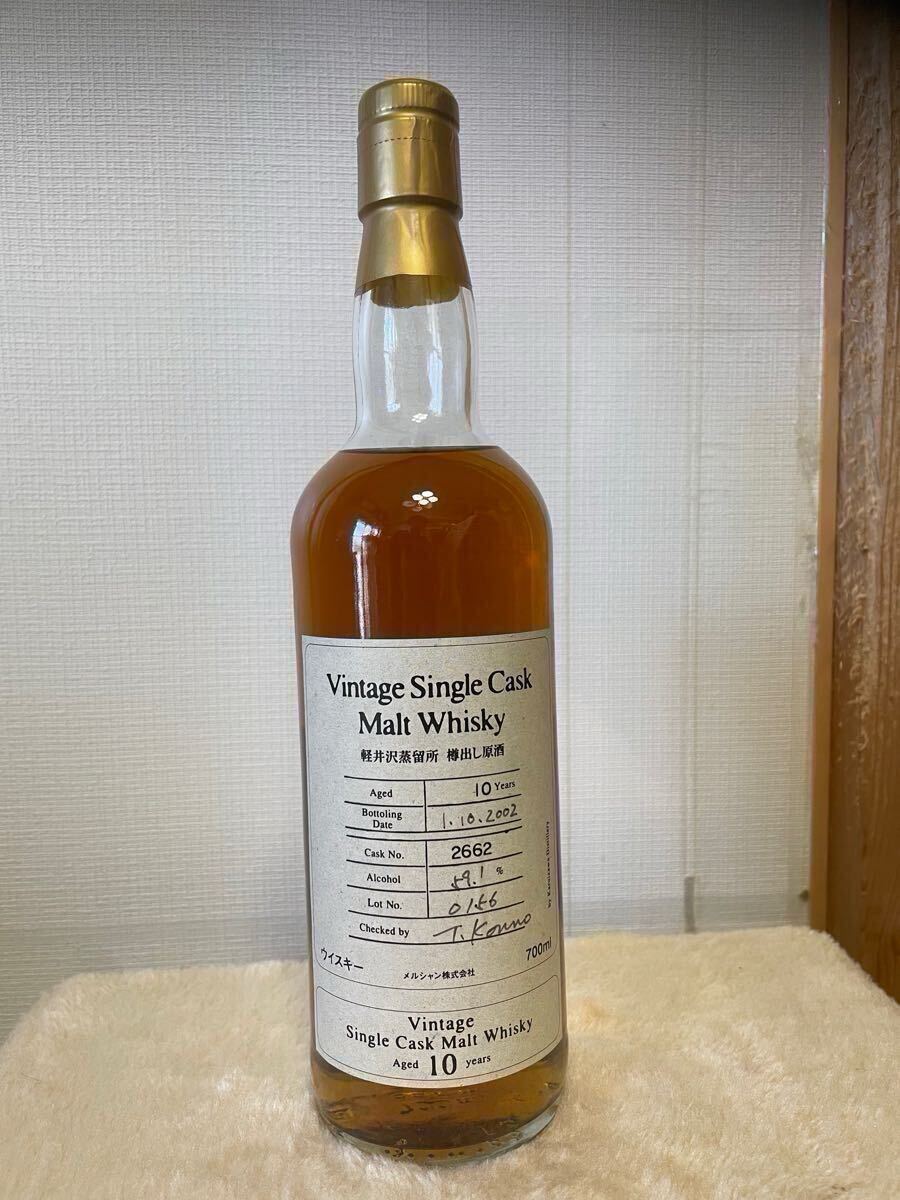 Vintage Single Cask
Malt Whisky
軽井沢蒸留所 樽出し原酒
Aged 10 Years
Bottoling
Date 1.10.2002
Cask No. 2662
Alcohol 59.1 %
Lot No. 0156
Checked by T. Konno
by Karuizawa Distillery
ウイスキー
700ml
メルシャン株式会社
Vintage
Single Cask Malt Whisky
Aged 10 years